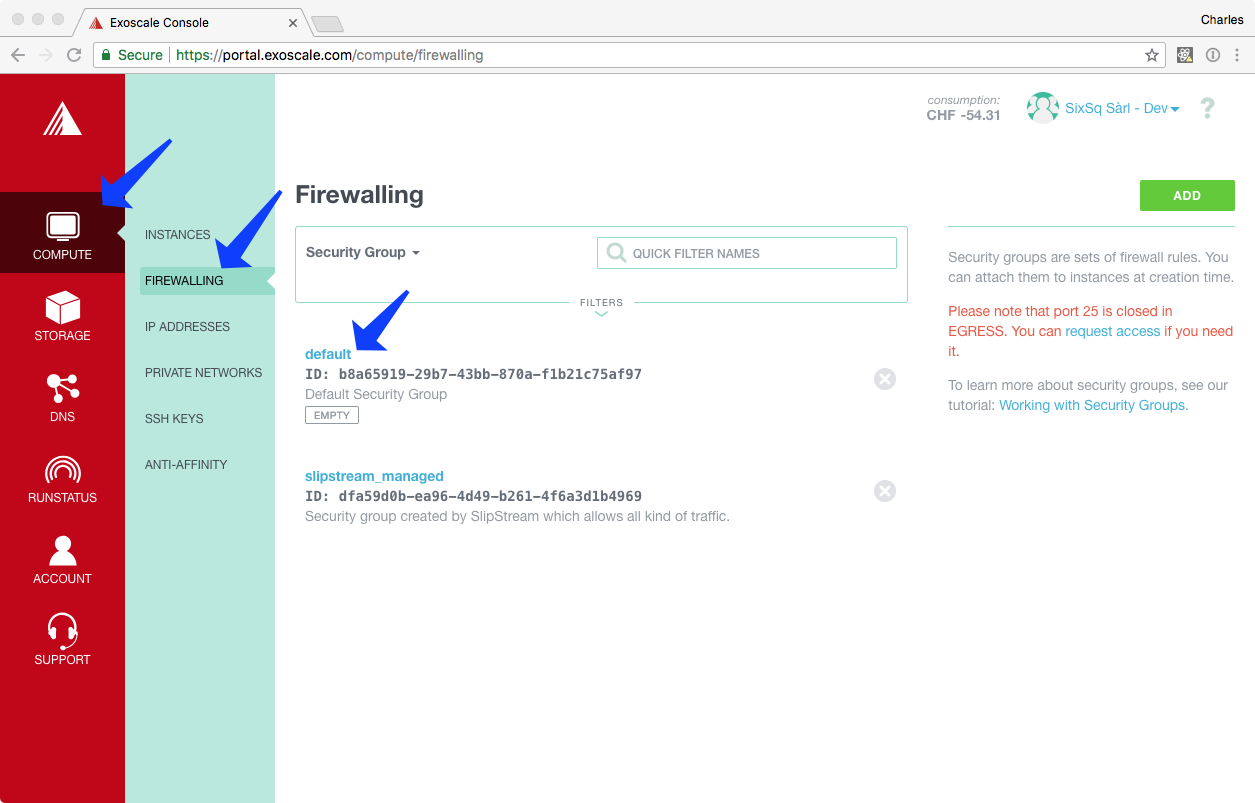 Exoscale Console
Charles
Secure
https://portal.exoscale.com/compute/firewalling
consumption:
CHF -54.31
SixSq Sàrl - Dev
?
COMPUTE
STORAGE
DNS
RUNSTATUS
ACCOUNT
SUPPORT
INSTANCES
FIREWALLING
IP ADDRESSES
PRIVATE NETWORKS
SSH KEYS
ANTI-AFFINITY
Firewalling
Security Group
QUICK FILTER NAMES
FILTERS
default
ID: b8a65919-29b7-43bb-870a-f1b21c75af97
Default Security Group
EMPTY
slipstream_managed
ID: dfa59d0b-ea96-4d49-b261-4f6a3d1b4969
Security group created by SlipStream which allows all kind of traffic.
ADD
Security groups are sets of firewall rules. You
can attach them to instances at creation time.
Please note that port 25 is closed in
EGRESS. You can request access if you need
it.
To learn more about security groups, see our
tutorial: Working with Security Groups.